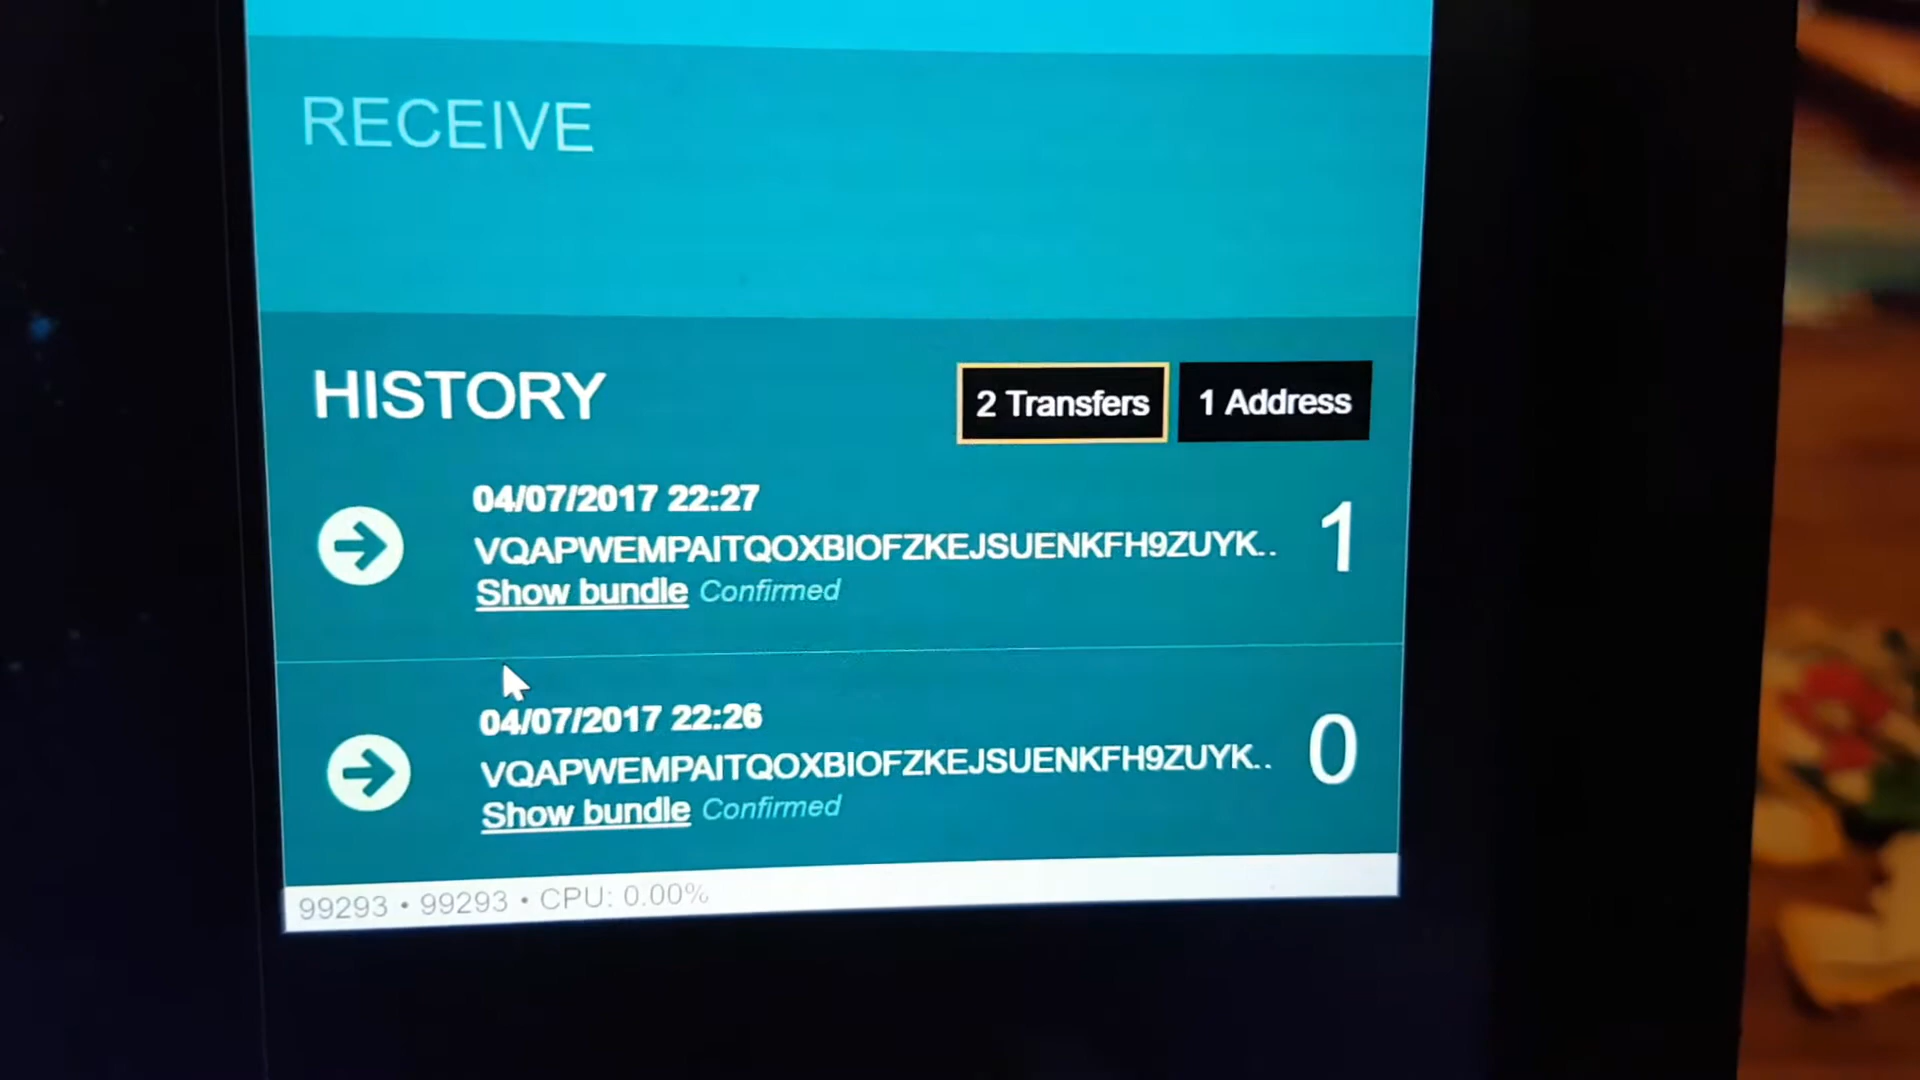 RECEIVE
HISTORY
2 Transfers
1 Address
04/07/2017 22:27
VQAPWEMPAITQOXBIOFZKEJSUENKFH9ZUYK..
1
Show bundle Confirmed
04/07/2017 22:26
VQAPWEMPAITQOXBIOFZKEJSUENKFH9ZUYK..
0
Show bundle Confirmed
99293 • 99293 • CPU: 0.00%